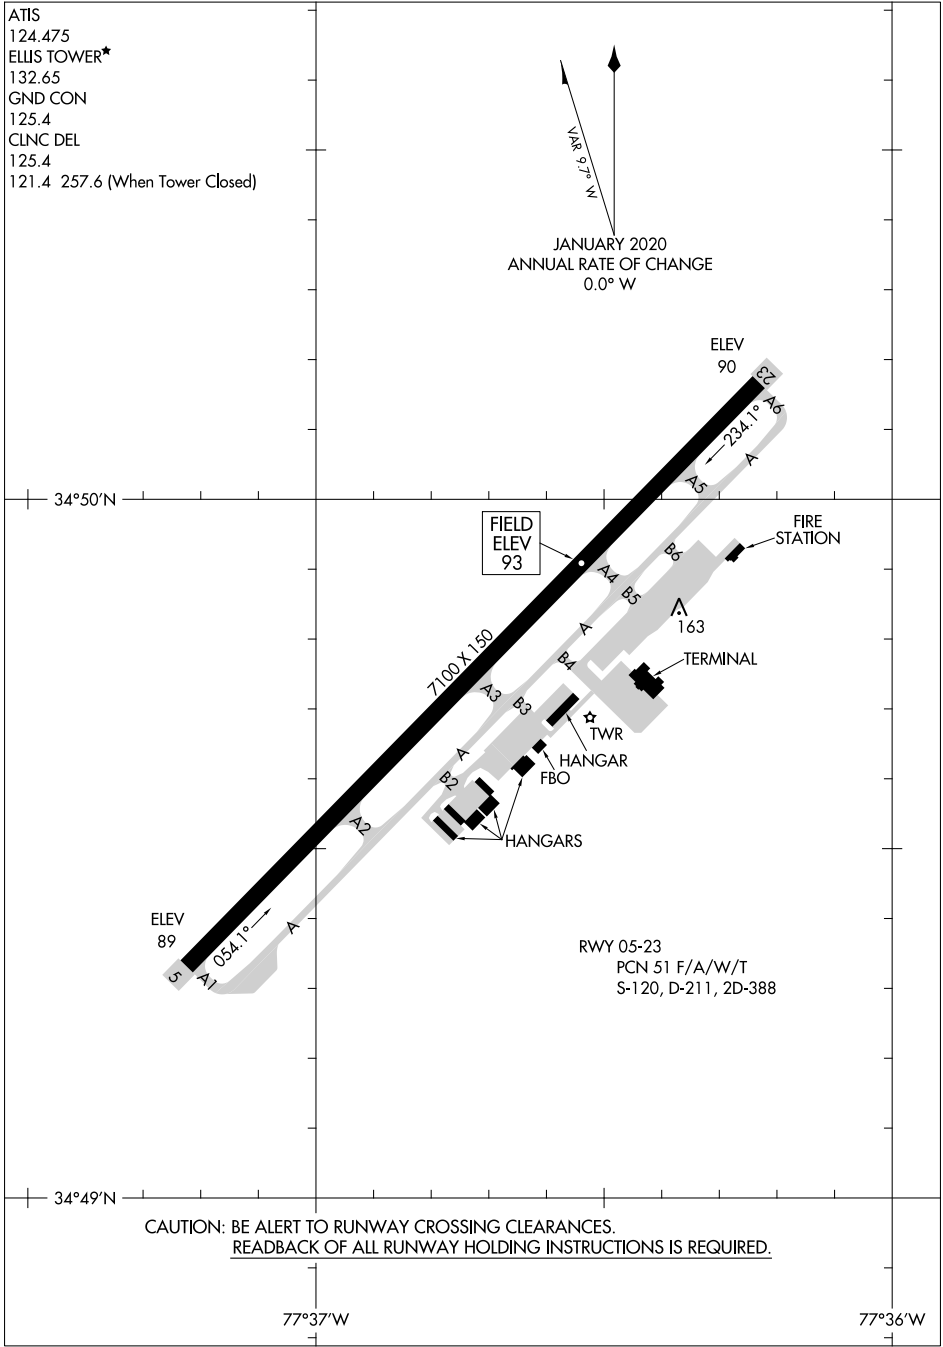 ATIS
124.475
ELLIS TOWER★
132.65
GND CON
125.4
CLNC DEL
125.4
121.4 257.6 (When Tower Closed)
VAR 9.7° W
JANUARY 2020
ANNUAL RATE OF CHANGE
0.0° W
ELEV
90
23
A6
234.1°
A
A5
34°50'N
FIELD
ELEV
93
FIRE
STATION
B6
A4
B5
163
A
7100 X 150
B4
TERMINAL
A3
B3
TWR
HANGAR
A
FBO
B2
A2
HANGARS
ELEV
89
054.1°
A
5
A1
RWY 05-23
PCN 51 F/A/W/T
S-120, D-211, 2D-388
34°49'N
CAUTION: BE ALERT TO RUNWAY CROSSING CLEARANCES.
READBACK OF ALL RUNWAY HOLDING INSTRUCTIONS IS REQUIRED.
77°37'W
77°36'W